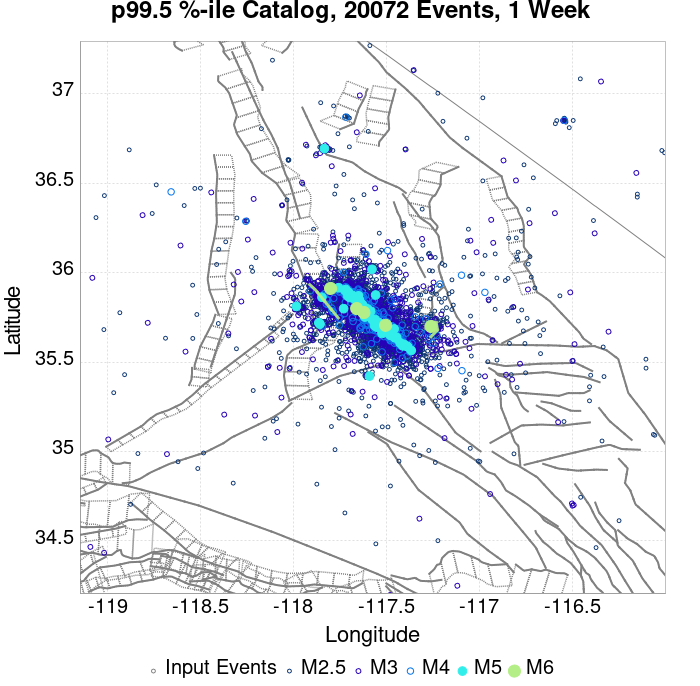 p99.5 %-ile Catalog, 20072 Events, 1 Week
37
36.5
36
35.5
35
34.5
Latitude
-119 -118.5 -118 -117.5 -117 -116.5
Longitude
Input Events M2.5 M3 M4 M5 M6